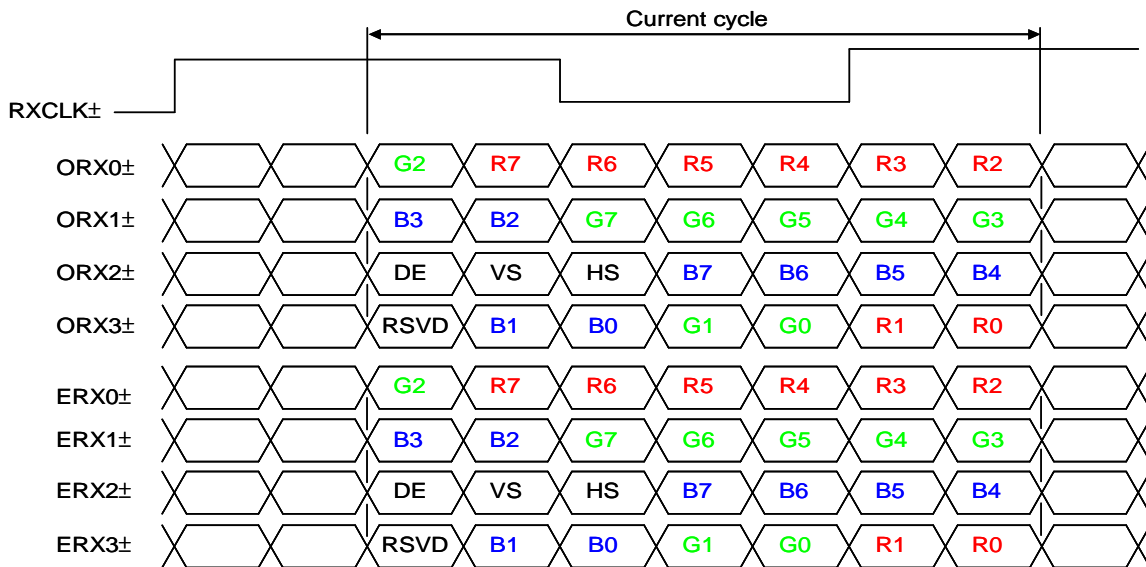 Current cycle
RXCLK±
ORX0± G2 R7 R6 R5 R4 R3 R2
ORX1± B3 B2 G7 G6 G5 G4 G3
ORX2± DE VS HS B7 B6 B5 B4
ORX3± RSVD B1 B0 G1 G0 R1 R0
ERX0± G2 R7 R6 R5 R4 R3 R2
ERX1± B3 B2 G7 G6 G5 G4 G3
ERX2± DE VS HS B7 B6 B5 B4
ERX3± RSVD B1 B0 G1 G0 R1 R0